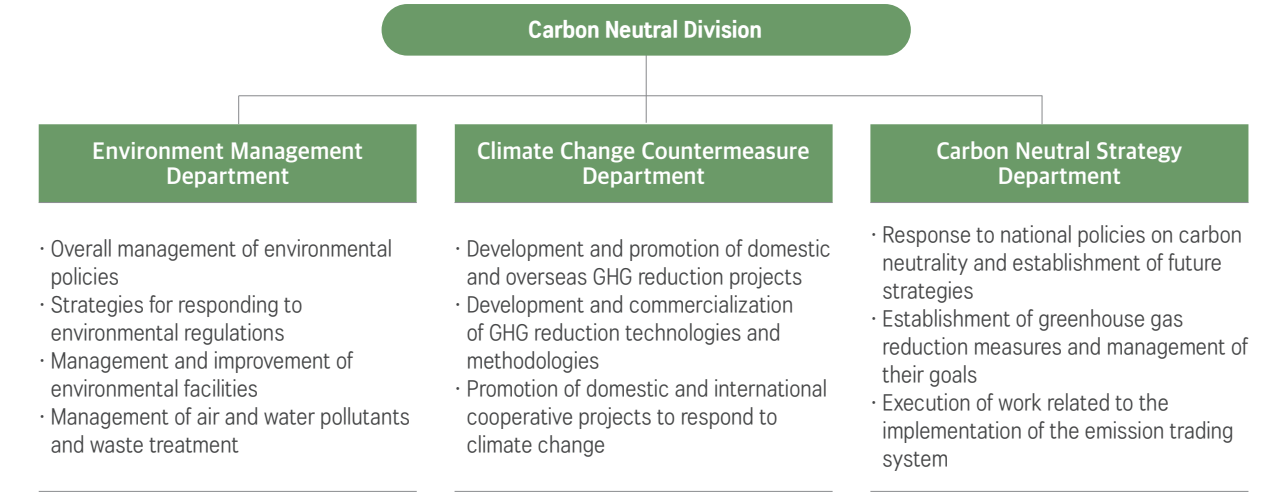 Carbon Neutral Division
Environment Management
Department
· Overall management of environmental
policies
· Strategies for responding to
environmental regulations
· Management and improvement of
environmental facilities
· Management of air and water pollutants
and waste treatment
Climate Change Countermeasure
Department
· Development and promotion of domestic
and overseas GHG reduction projects
· Development and commercialization
of GHG reduction technologies and
methodologies
· Promotion of domestic and international
cooperative projects to respond to
climate change
Carbon Neutral Strategy
Department
· Response to national policies on carbon
neutrality and establishment of future
strategies
· Establishment of greenhouse gas
reduction measures and management of
their goals
· Execution of work related to the
implementation of the emission trading
system